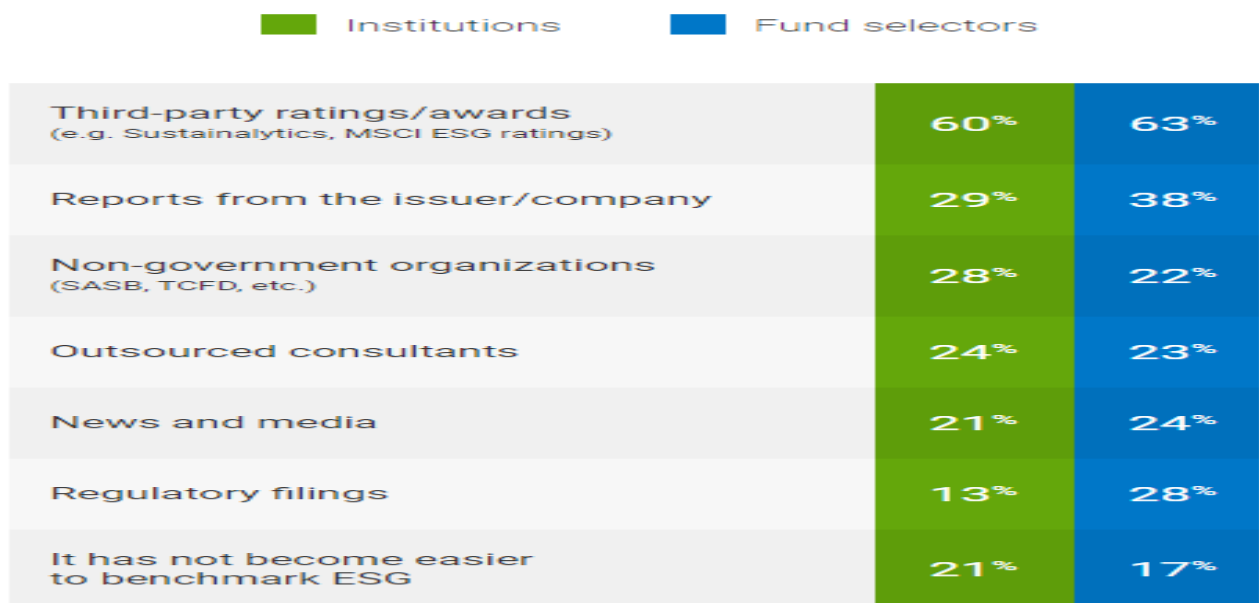 Institutions Fund selectors
Third-party ratings/awards 60% 63%
(e.g. Sustainalytics, MSCI ESG ratings)
Reports from the issuer/company 29% 38%
Non-government organizations 28% 22%
(SASB, TCFD, etc.)
Outsourced consultants 24% 23%
News and media 21% 24%
Regulatory filings 13% 28%
It has not become easier
to benchmark ESG 21% 17%